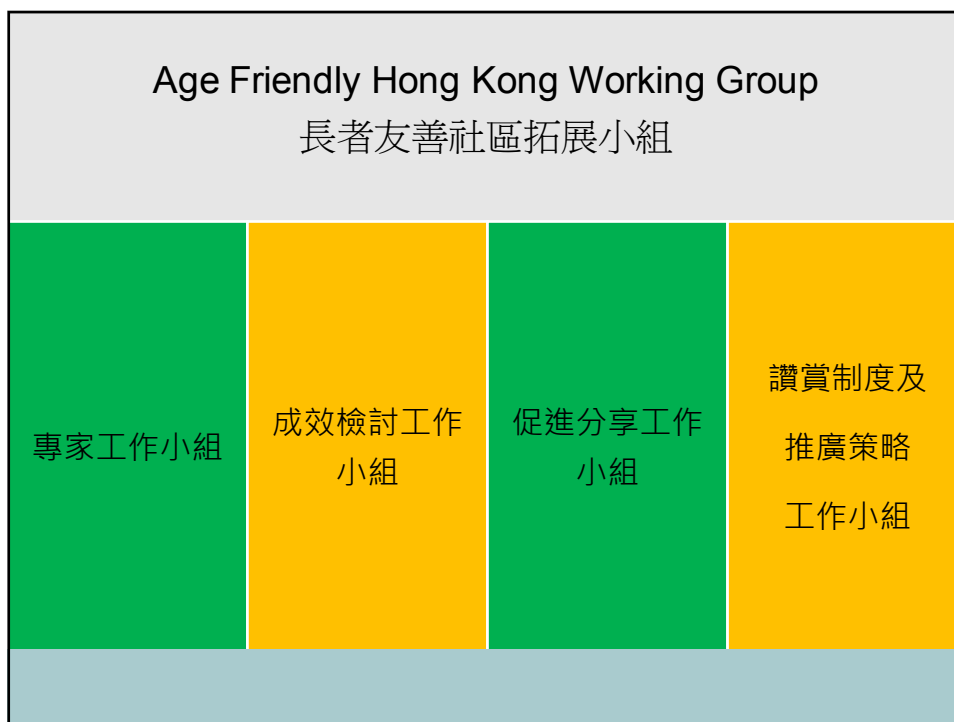 Age Friendly Hong Kong Working Group
長者友善社區拓展小組
專家工作小組
成效檢討工作
小組
促進分享工作
小組
讚賞制度及
推廣策略
工作小組